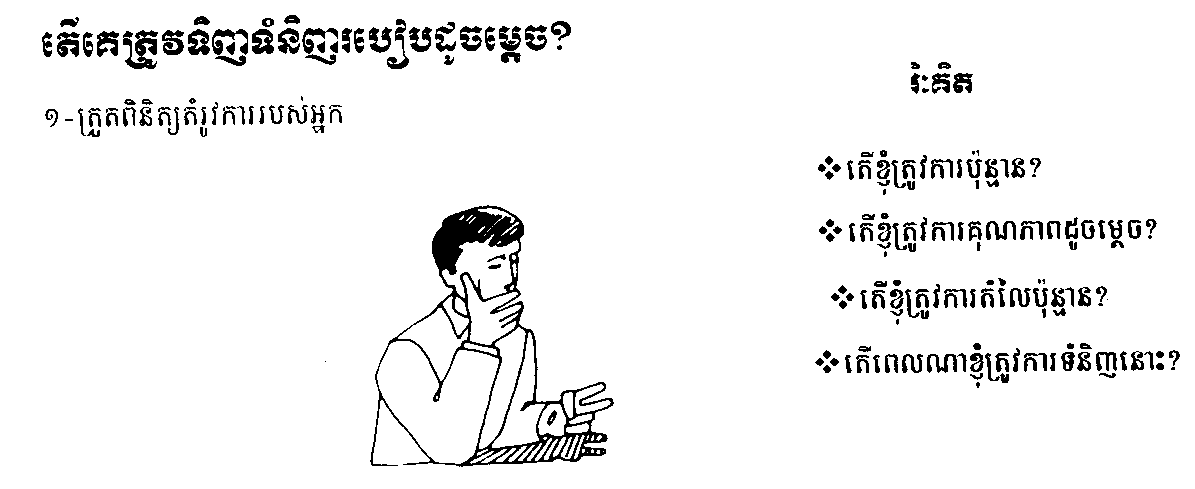 តើគេត្រូវទិញទំនិញរបៀបដូចម្ដេច?
១-ត្រួតពិនិត្យតំរូវការរបស់អ្នក
រិះគិត
❖តើខ្ញុំត្រូវការប៉ុន្មាន?
❖តើខ្ញុំត្រូវការគុណភាពដូចម្ដេច?
❖តើខ្ញុំត្រូវការតំលៃប៉ុន្មាន?
❖តើពេលណាខ្ញុំត្រូវការទំនិញនោះ?